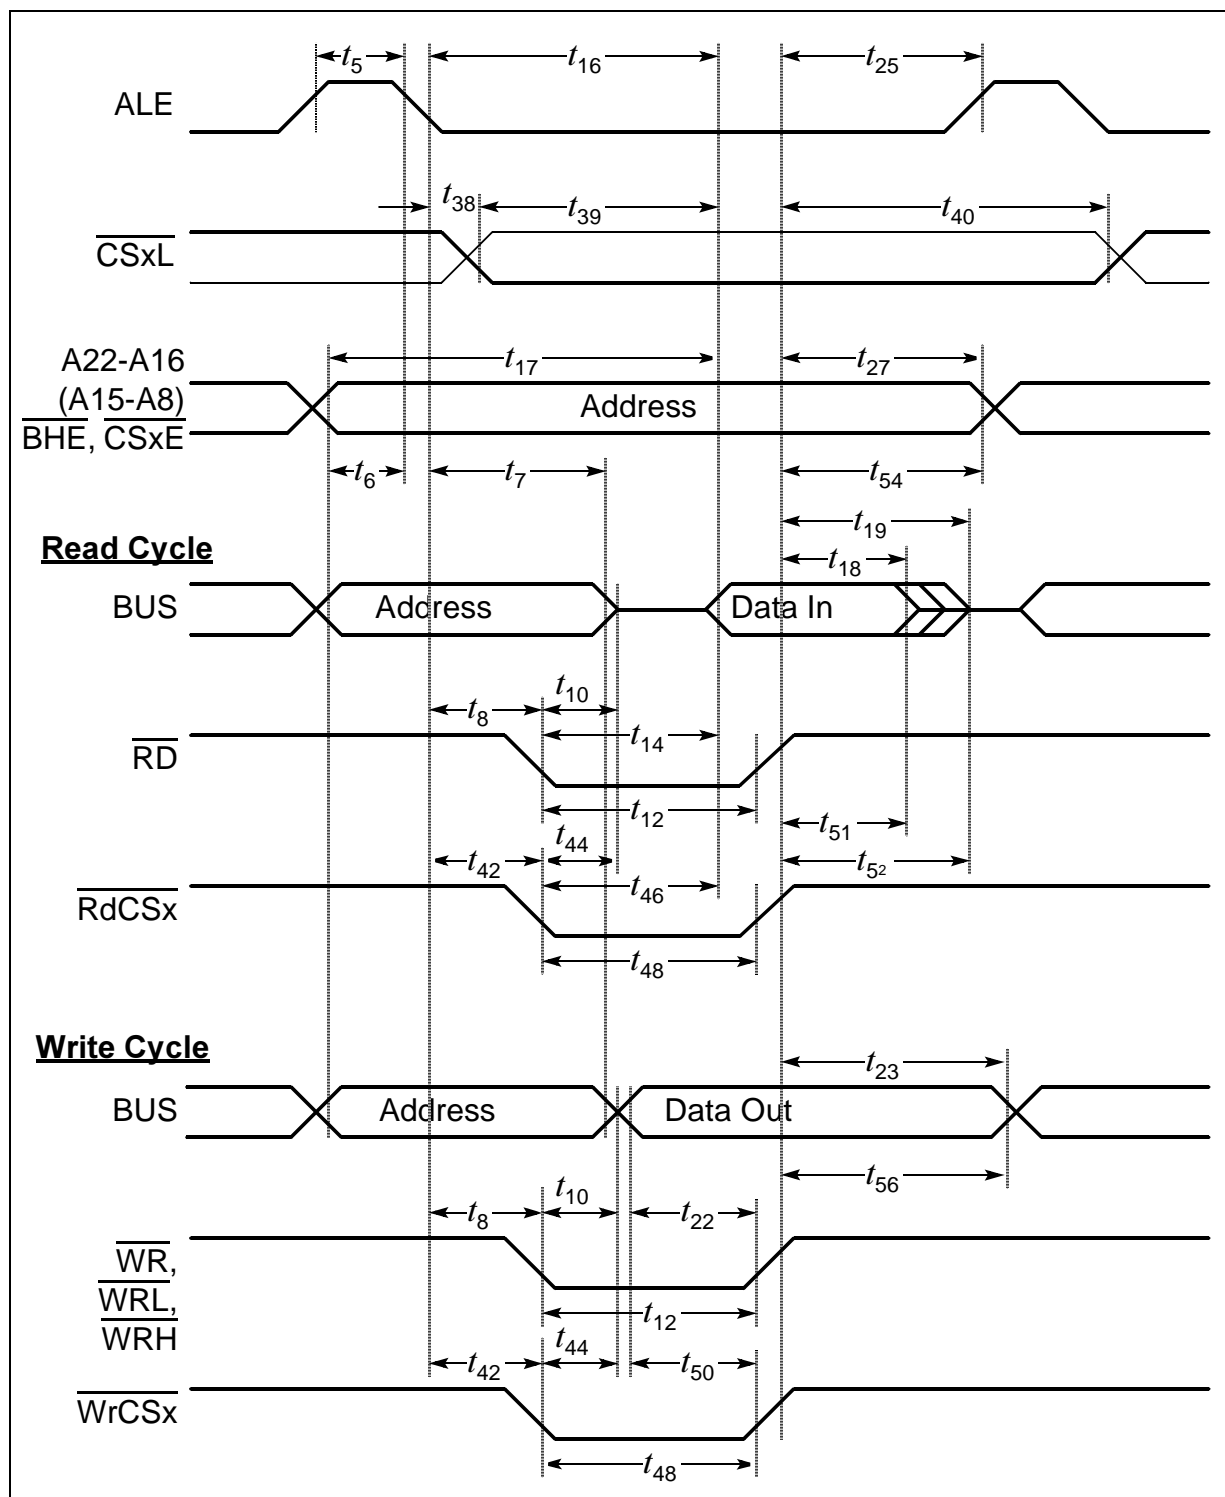 t5 t16 t25
ALE
t38 t39 t40
CSxL
A22-A16 t17 t27
(A15-A8) Address
BHE, CSxE
t6 t7 t54
t19
Read Cycle t18
BUS Address Data In
t10
t8 t14
RD
t12 t51
t44
t42 t52
t46
RdCSx
t48
Write Cycle
t23
BUS Address Data Out
t56
t10
t8 t22
WR,
WRL, t12
WRH t44
t42 t50
WrCSx
t48